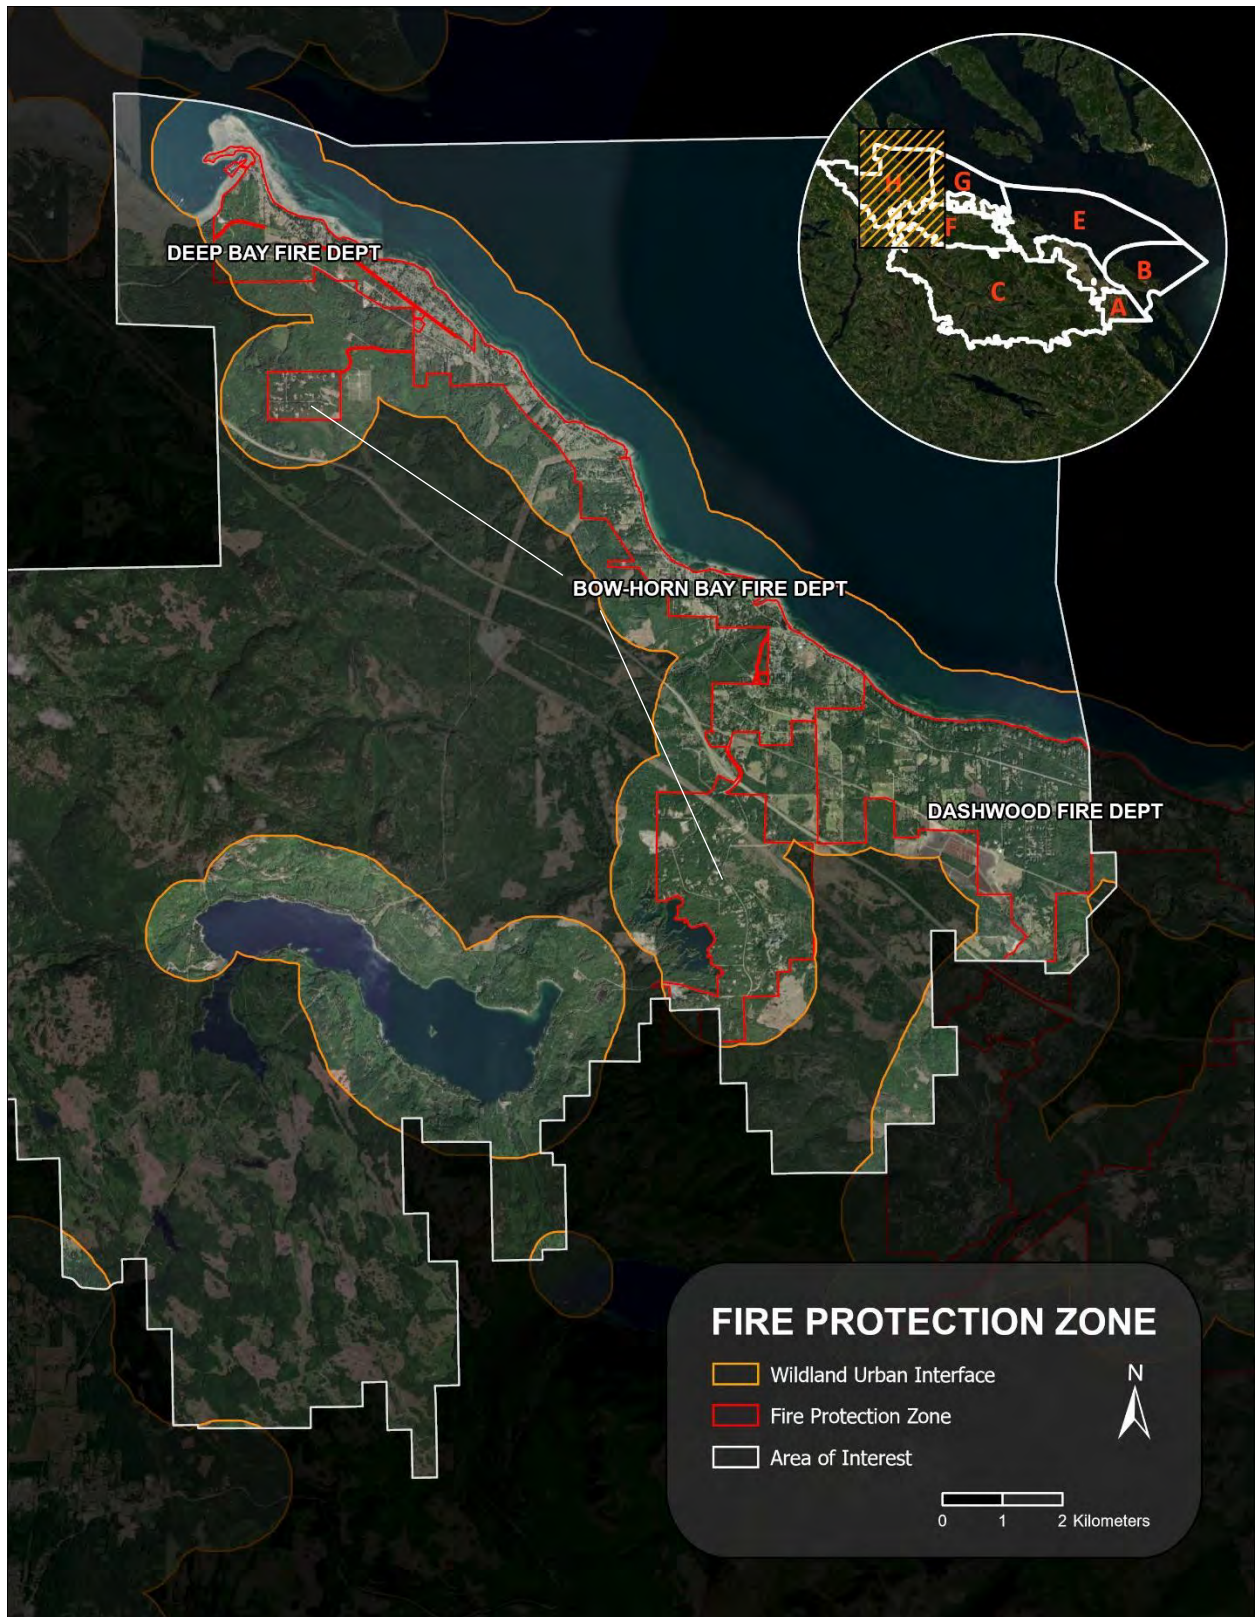 H
G
F
E
B
C
A
DEEP BAY FIRE DEPT
BOW-HORN BAY FIRE DEPT
DASHWOOD FIRE DEPT
FIRE PROTECTION ZONE
Wildland Urban Interface
Fire Protection Zone
Area of Interest
N
0 1 2 Kilometers